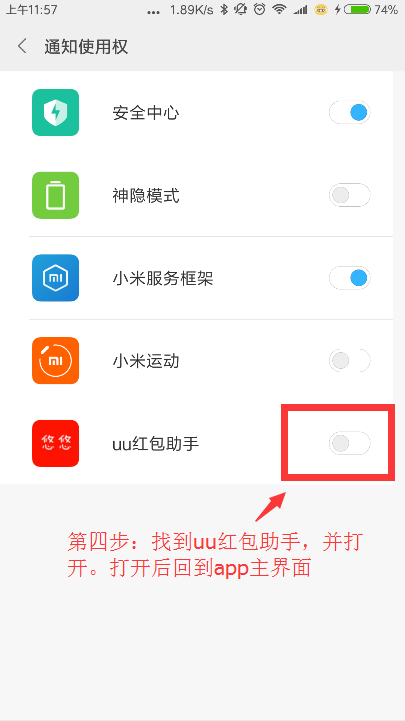 上午11:57 ... 1.89K/s 74%
通知使用权
安全中心
神隐模式
小米服务框架
mi
小米运动
mi
uu红包助手
悠悠
第四步：找到uu红包助手，并打
开。打开后回到app主界面